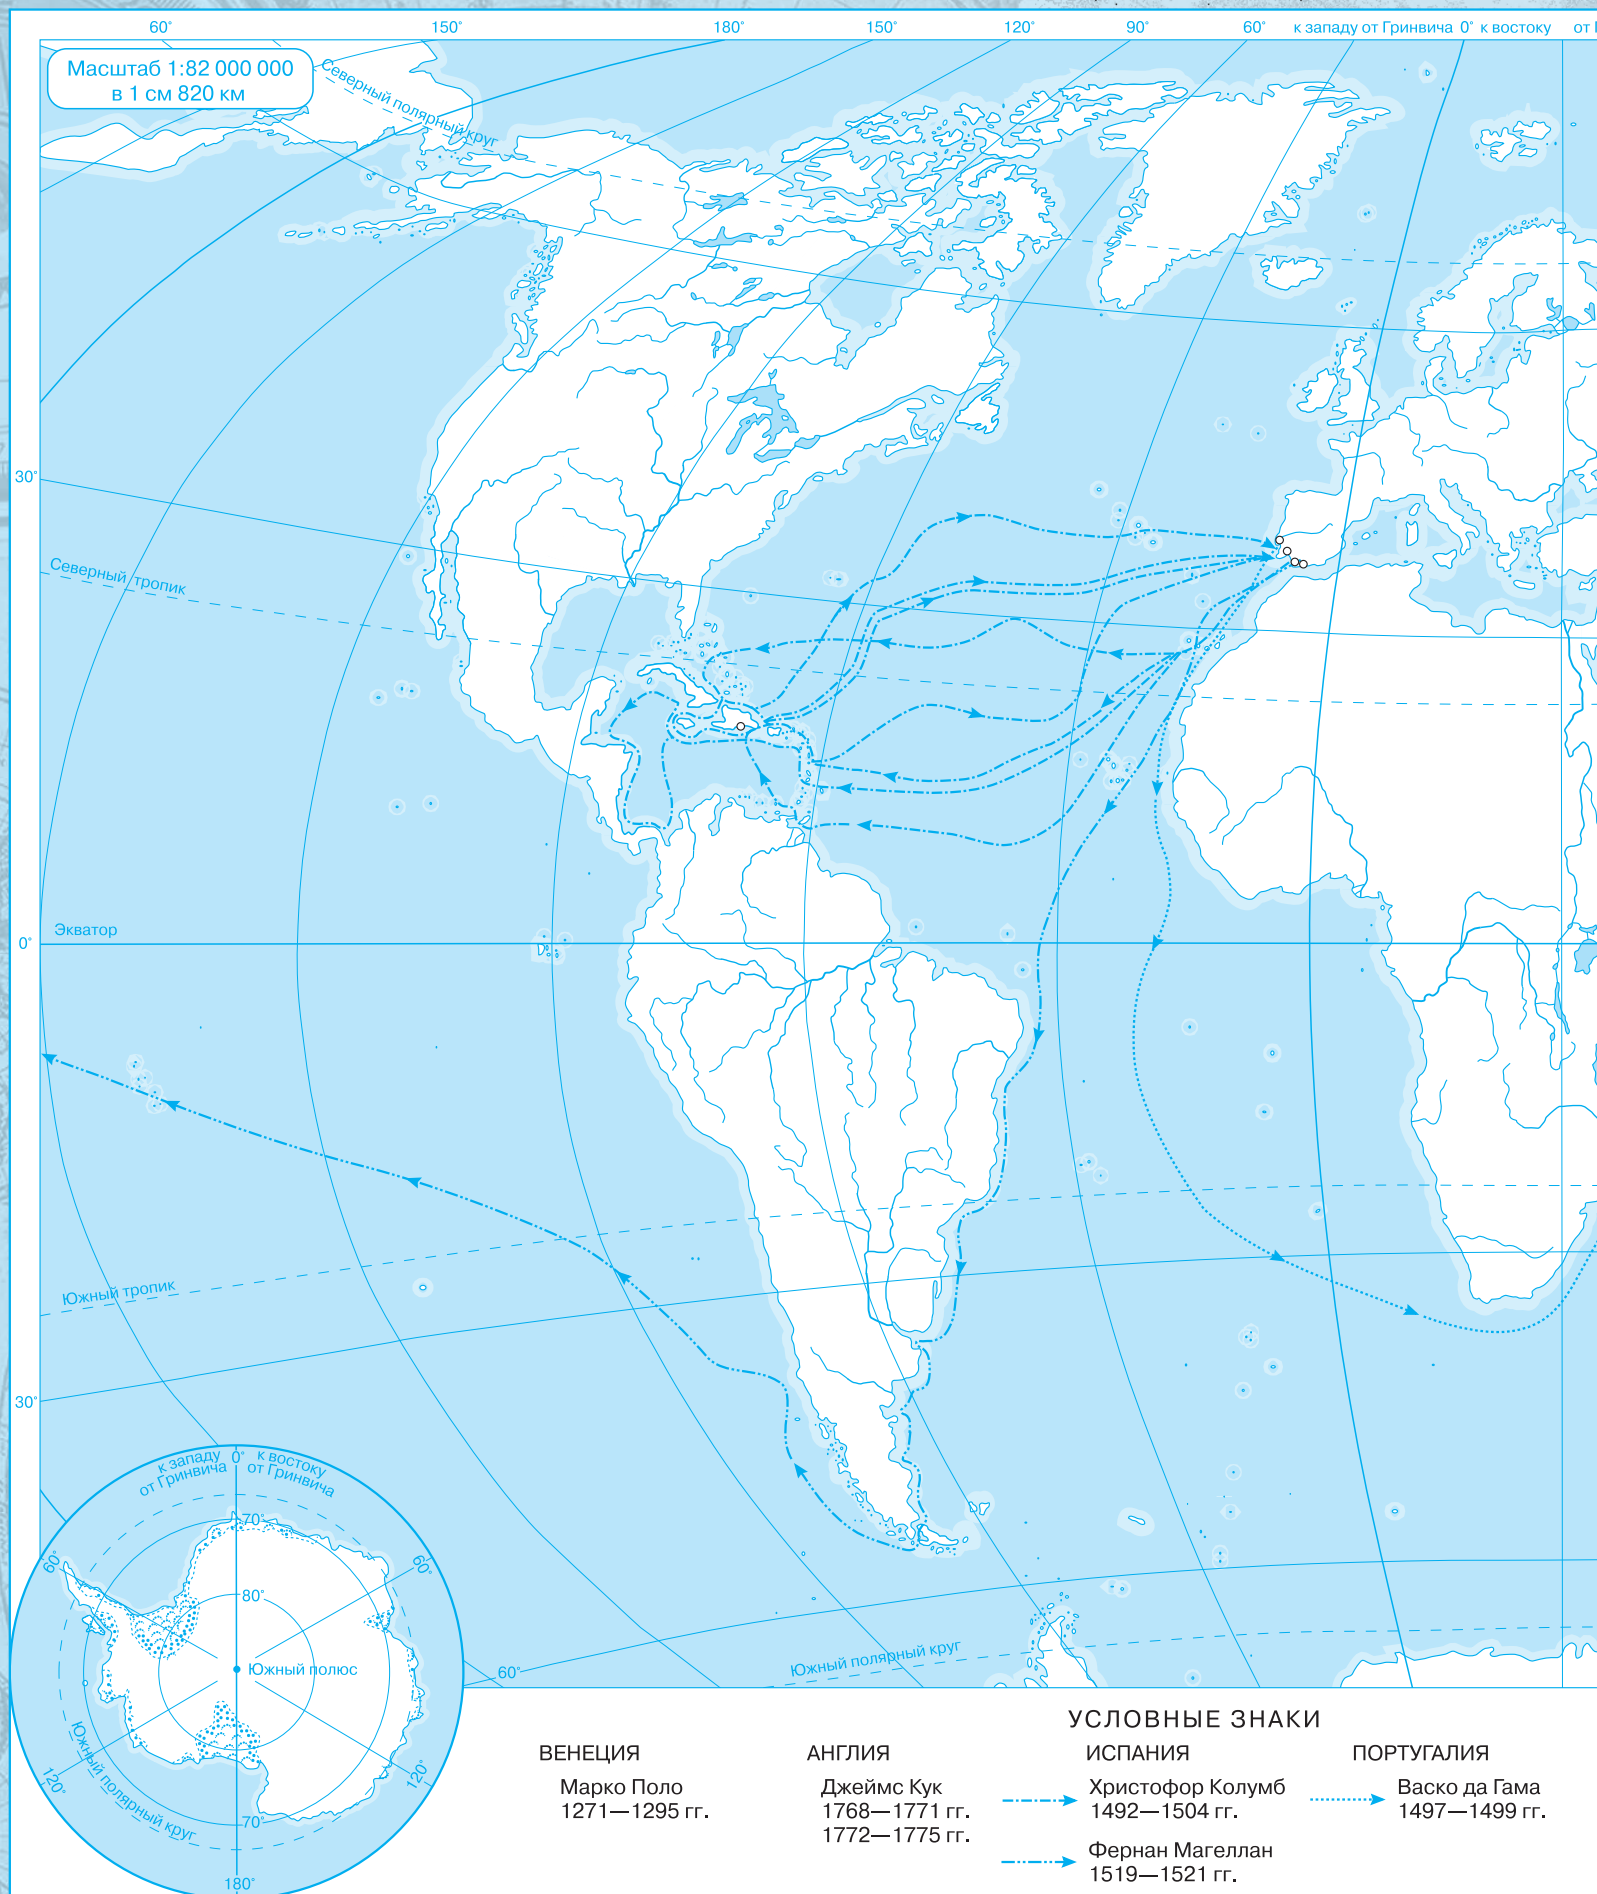 60° 150° 180° 150° 120° 90° 60° к западу от Гринвича 0° к востоку от
Масштаб 1:82 000 000
в 1 см 820 км
Северный полярный круг
30°
Северный тропик
Экватор
0°
Южный тропик
30°
к западу 0° к востоку
от Гринвича от Гринвича
70°
60° 60°
80°
Южный полюс
60°
Южный полярный круг
Южный полярный круг
120° 120°
70°
180°
УСЛОВНЫЕ ЗНАКИ
ВЕНЕЦИЯ
Марко Поло
1271—1295 гг.
АНГЛИЯ
Джеймс Кук
1768—1771 гг.
1772—1775 гг.
ИСПАНИЯ
Христофор Колумб
1492—1504 гг.
Фернан Магеллан
1519—1521 гг.
ПОРТУГАЛИЯ
Васко да Гама
1497—1499 гг.